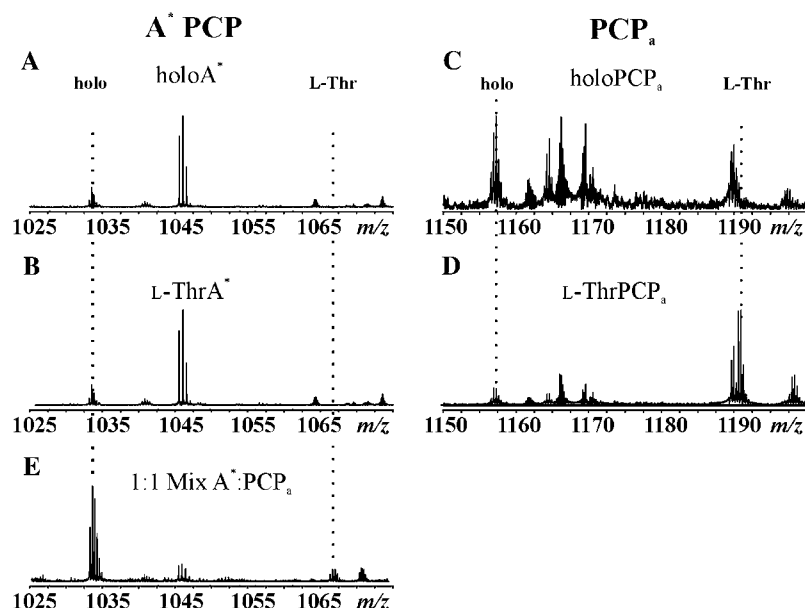 A* PCP
PCPa
A
holo
holoA*
L-Thr
1025 1035 1045 1055 1065 m/z
C
holo
holoPCPa
L-Thr
1150 1160 1170 1180 1190 m/z
B
L-ThrA*
1025 1035 1045 1055 1065 m/z
D
L-ThrPCPa
1150 1160 1170 1180 1190 m/z
E
1:1 Mix A*:PCPa
1025 1035 1045 1055 1065 m/z